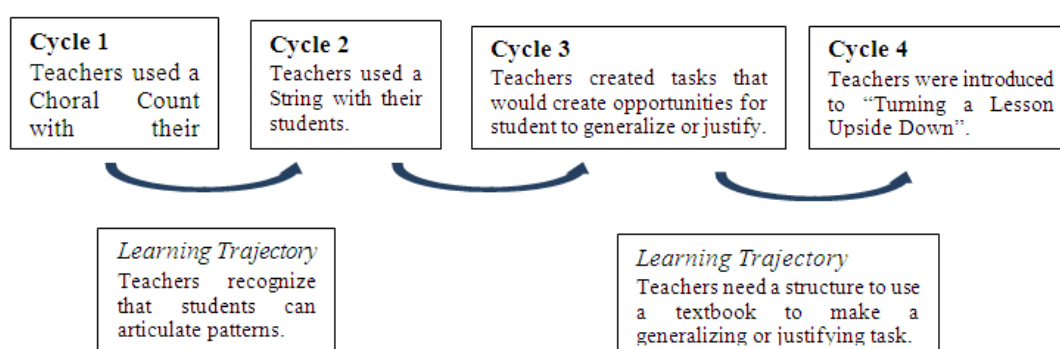 Cycle 1
Teachers used a
Choral Count
with their
Cycle 2
Teachers used a
String with their
students.
Cycle 3
Teachers created tasks that
would create opportunities for
student to generalize or justify.
Cycle 4
Teachers were introduced
to “Turning a Lesson
Upside Down”.
Learning Trajectory
Teachers recognize
that students can
articulate patterns.
Learning Trajectory
Teachers need a structure to use
a textbook to make a
generalizing or justifying task.